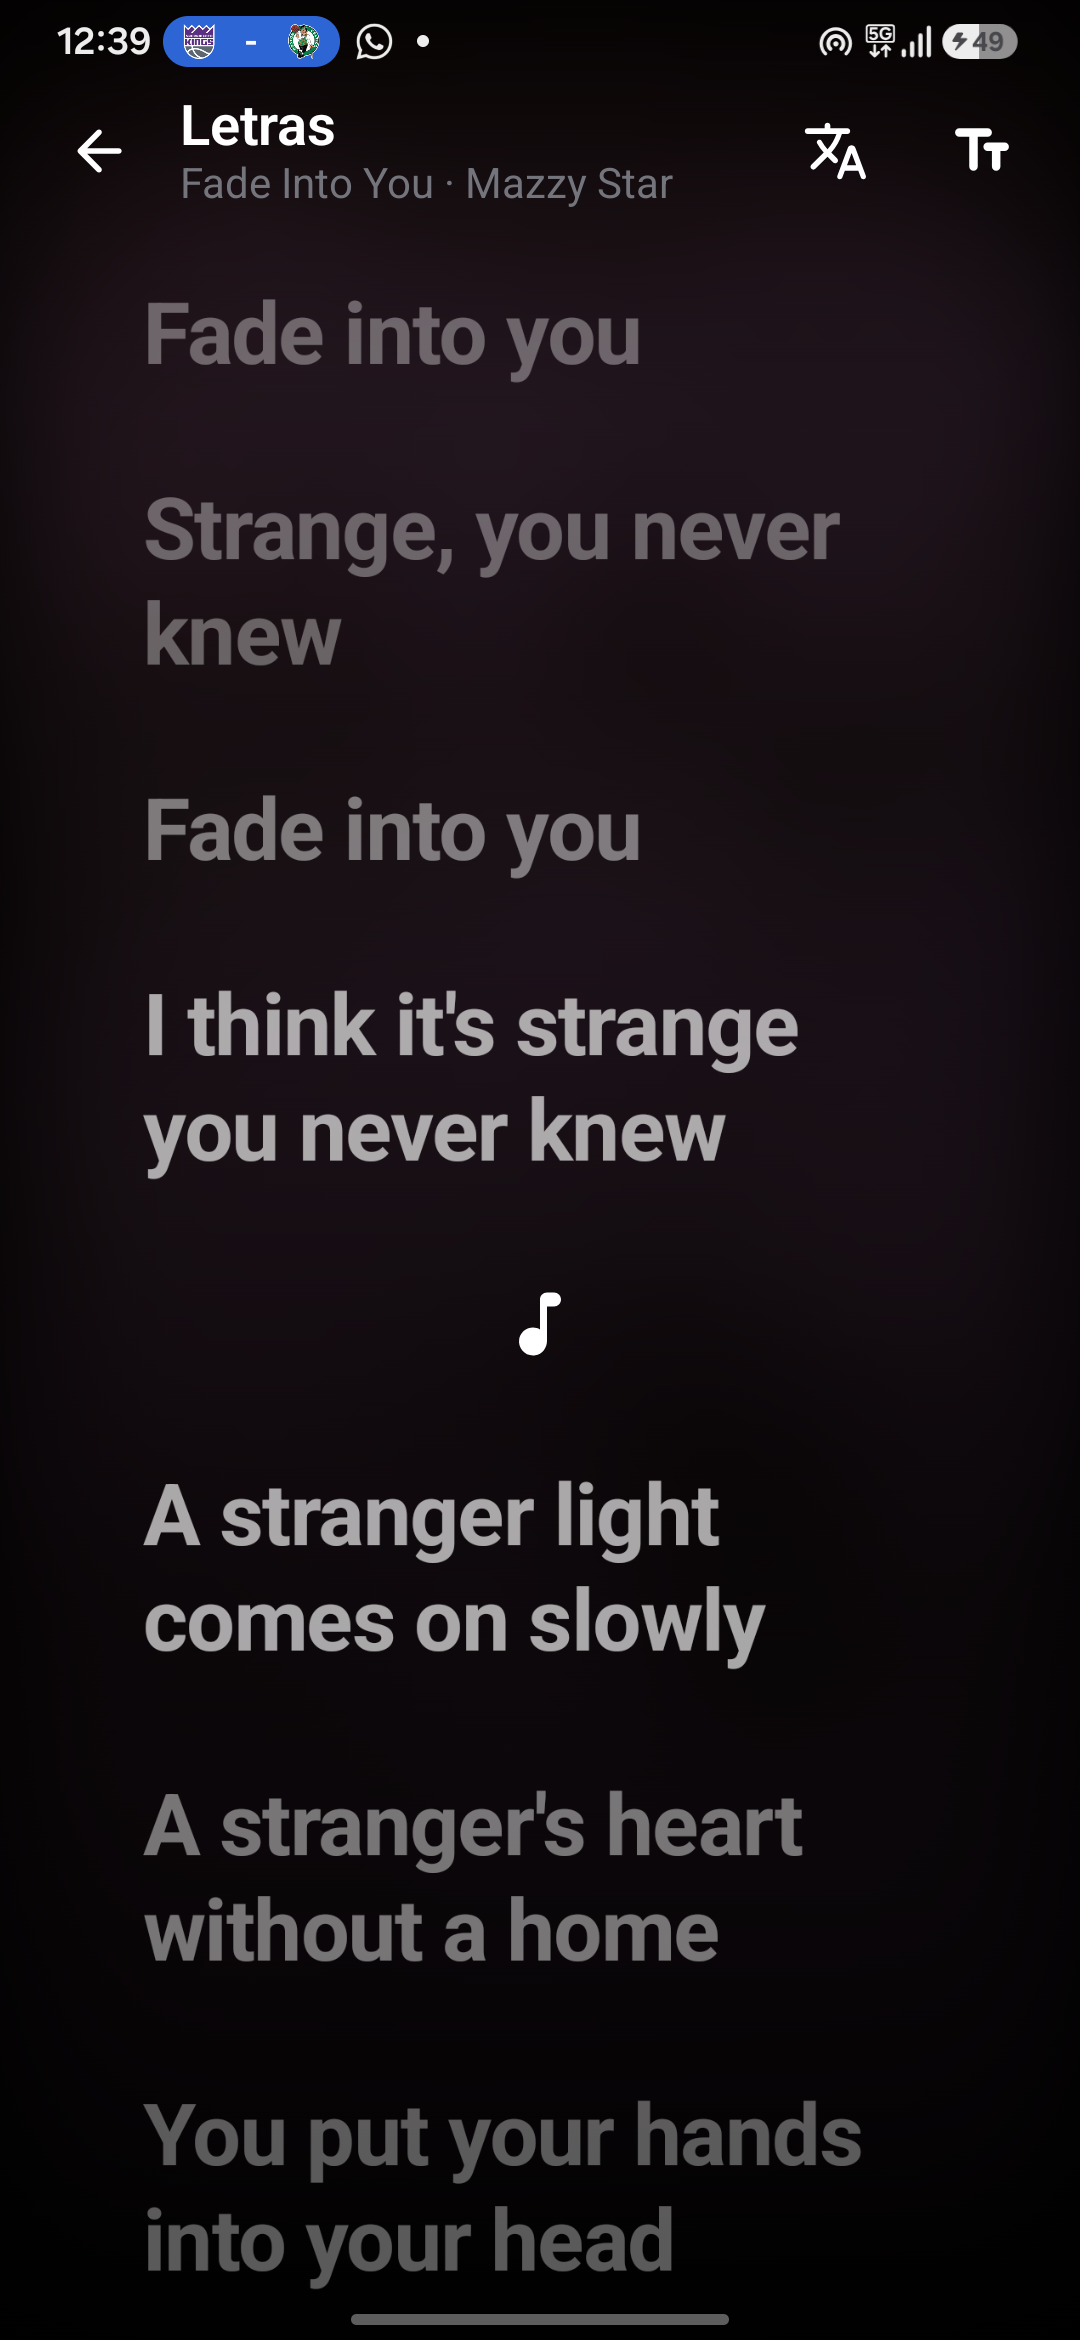 12:39 KINGS - 5G 49
Letras
Fade Into You · Mazzy Star
Fade into you
Strange, you never
knew
Fade into you
I think it's strange
you never knew
A stranger light
comes on slowly
A stranger's heart
without a home
You put your hands
into your head